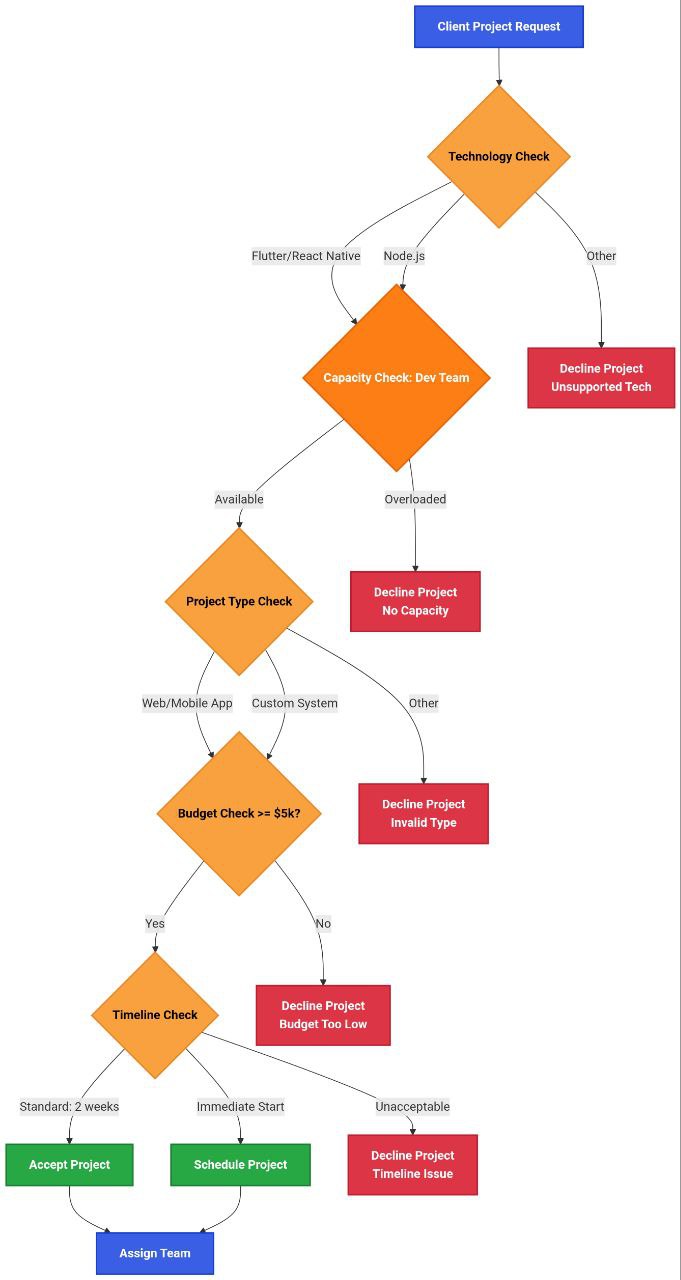 Client Project Request
Technology Check
Flutter/React Native
Node.js
Other
Capacity Check: Dev Team
Decline Project
Unsupported Tech
Available
Overloaded
Project Type Check
Decline Project
No Capacity
Web/Mobile App
Custom System
Other
Budget Check >= $5k?
Decline Project
Invalid Type
Yes
No
Timeline Check
Decline Project
Budget Too Low
Standard: 2 weeks
Immediate Start
Unacceptable
Accept Project
Schedule Project
Decline Project
Timeline Issue
Assign Team